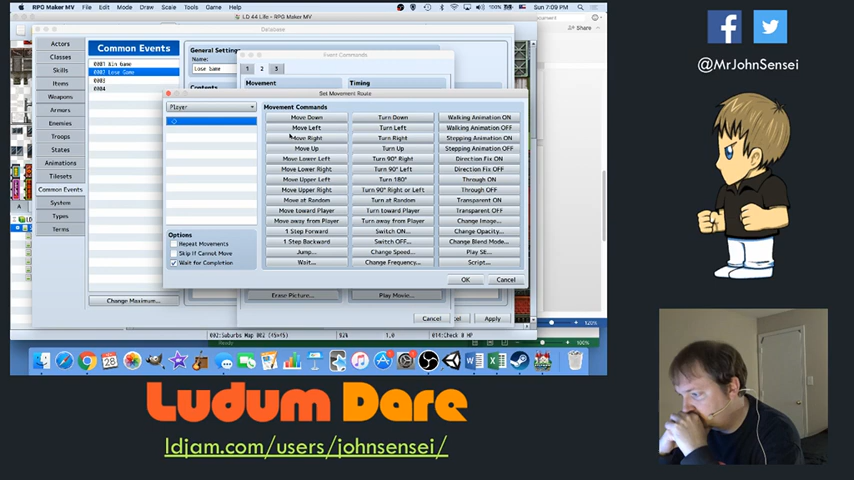 RPG Maker MV File Edit Mode Draw Scale Tools Game Window Help
100% Sun 7:09 PM
LD 44 Life - RPG Maker MV
Database
Share
Actors
Classes
Skills
Items
Weapons
Armors
Enemies
Troops
States
Animations
Tilesets
Common Events
System
Types
Terms
Common Events
0001 Win Game
0002 Lose Game
0003
0004
Change Maximum...
General Settings
Name:
Lose Game
Contents
Event Commands
1 2 3
Movement
Timing
Set Movement Route
Player
Options
Repeat Movements
Skip If Cannot Move
Wait for Completion
Movement Commands
Move Down Turn Down Walking Animation ON
Move Left Turn Left Walking Animation OFF
Move Right Turn Right Stepping Animation ON
Move Up Turn Up Stepping Animation OFF
Move Lower Left Turn 90° Right Direction Fix ON
Move Lower Right Turn 90° Left Direction Fix OFF
Move Upper Left Turn 180° Through ON
Move Upper Right Turn 90° Right or Left Through OFF
Move at Random Turn at Random Transparent ON
Move toward Player Turn toward Player Transparent OFF
Move away from Player Turn away from Player Change Image...
1 Step Forward Switch ON... Change Opacity...
1 Step Backward Switch OFF... Change Blend Mode...
Jump... Change Speed... Play SE...
Wait... Change Frequency... Script...
OK Cancel
Erase Picture... Play Movie...
Cancel
Apply
002:Suburbs Map 002 (45×45) 92% 1,0 014:Check B HP
120%
120%
@MrJohnSensei
Ludum Dare
ldjam.com/users/johnsensei/